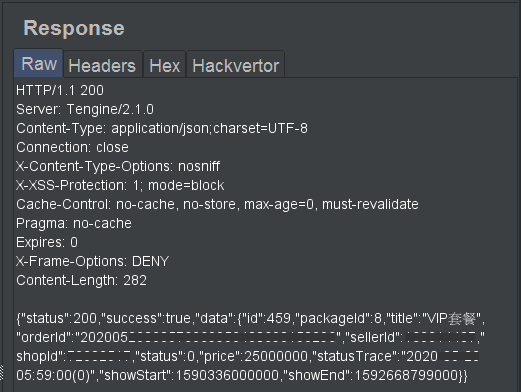 Response
Raw Headers Hex Hackvertor
HTTP/1.1 200
Server: Tengine/2.1.0
Content-Type: application/json;charset=UTF-8
Connection: close
X-Content-Type-Options: nosniff
X-XSS-Protection: 1; mode=block
Cache-Control: no-cache, no-store, max-age=0, must-revalidate
Pragma: no-cache
Expires: 0
X-Frame-Options: DENY
Content-Length: 282
{"status":200,"success":true,"data":{"id":459,"packageId":8,"title":"VIP套餐",
"orderId":"202005 ","sellerId": ,"
shopId": ,"status":0,"price":25000000,"statusTrace":"2020
05:59:00(0)","showStart":1590336000000,"showEnd":1592668799000}}